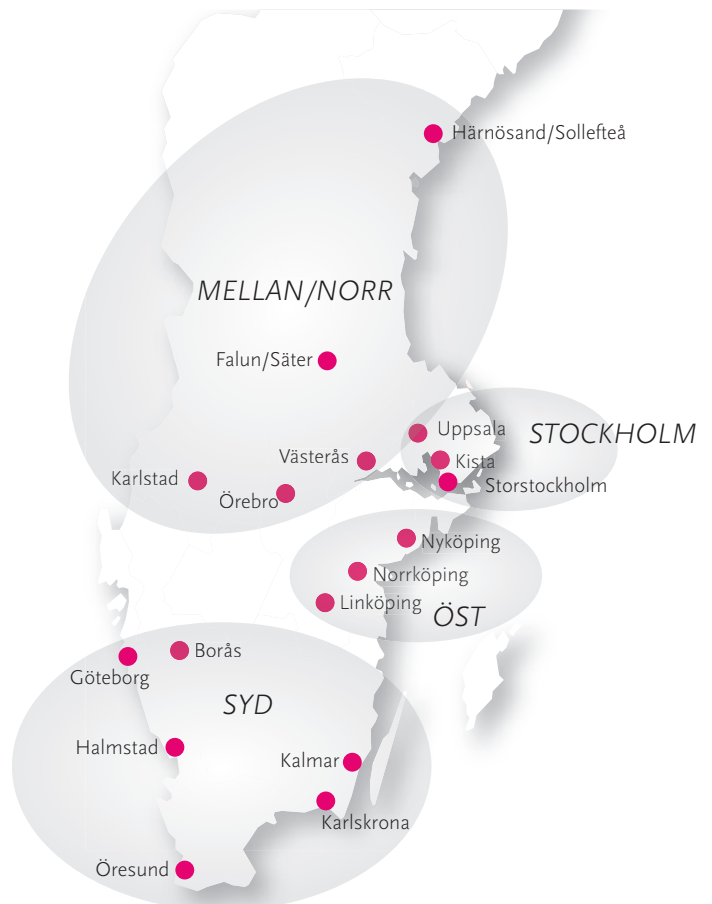 Härnösand/Sollefteå
MELLAN/NORR
Falun/Säter
Uppsala
STOCKHOLM
Västerås
Kista
Karlstad
Storstockholm
Örebro
Nyköping
Norrköping
Linköping
ÖST
Borås
Göteborg
SYD
Halmstad
Kalmar
Karlskrona
Öresund